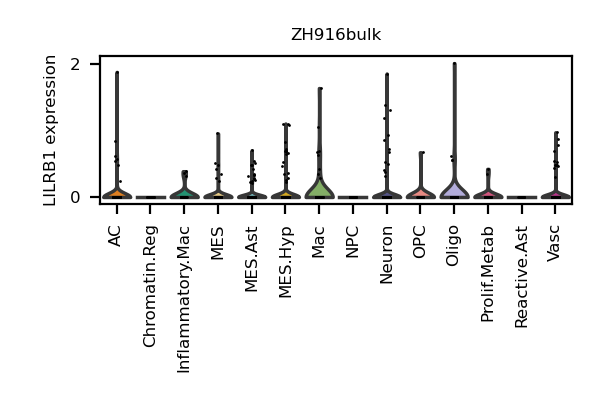 ZH916bulk
LILRB1 expression
2
0
AC
Chromatin.Reg
Inflammatory.Mac
MES
MES.Ast
MES.Hyp
Mac
NPC
Neuron
OPC
Oligo
Prolif.Metab
Reactive.Ast
Vasc